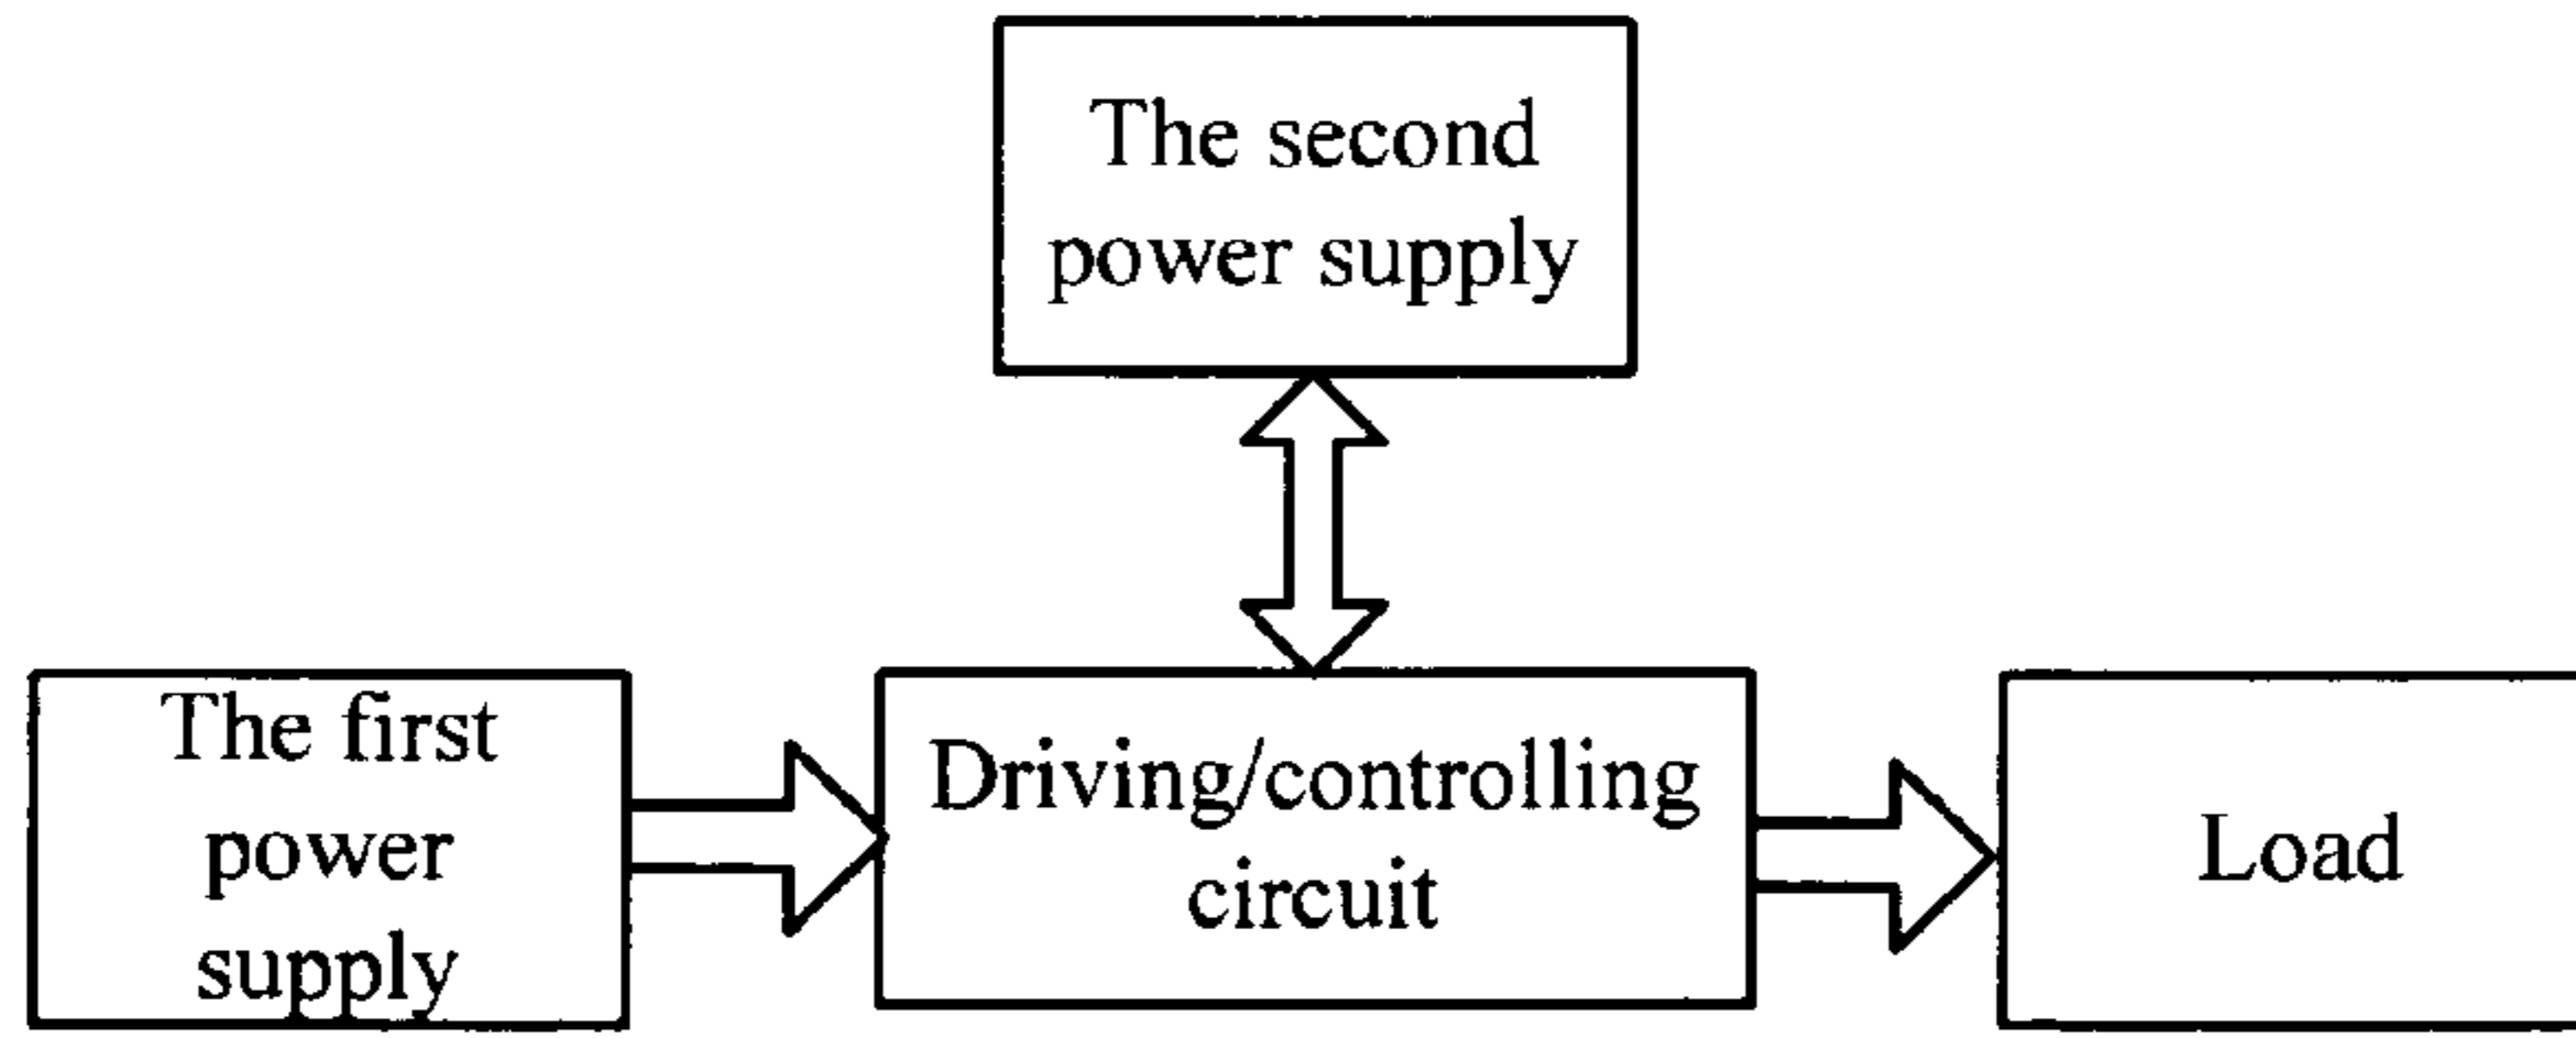 The second
power supply
The first
power
supply
Driving/controlling
circuit
Load